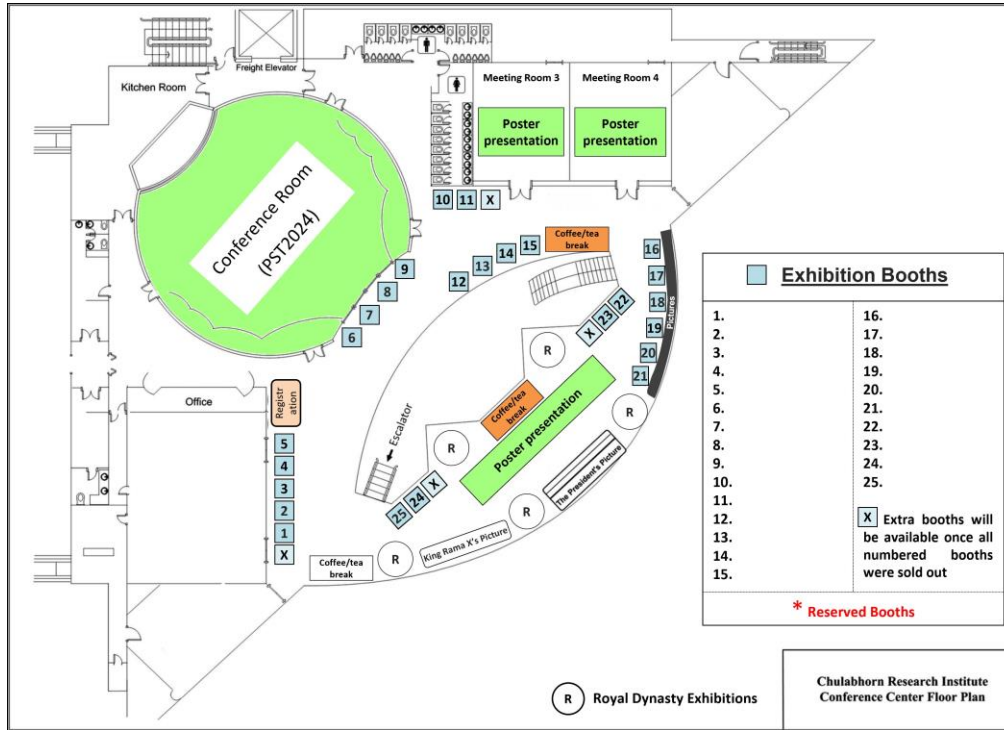 Freight Elevator
Kitchen Room
Meeting Room 3
Meeting Room 4
Poster
presentation
Poster
presentation
Conference Room
(PST2024)
10
11
X
Coffee/tea
break
15
14
13
12
9
8
7
6
16
17
18
19
20
21
Pictures
22
23
X
R
Coffee/tea
break
Poster presentation
R
R
Escalator
Office
Registr
ation
5
4
3
2
1
X
X
24
25
The President's Picture
R
King Rama X's Picture
R
Coffee/tea
break
Exhibition Booths
1.
2.
3.
4.
5.
6.
7.
8.
9.
10.
11.
12.
13.
14.
15.
16.
17.
18.
19.
20.
21.
22.
23.
24.
25.
X Extra booths will
be available once all
numbered booths
were sold out
* Reserved Booths
R Royal Dynasty Exhibitions
Chulabhorn Research Institute
Conference Center Floor Plan